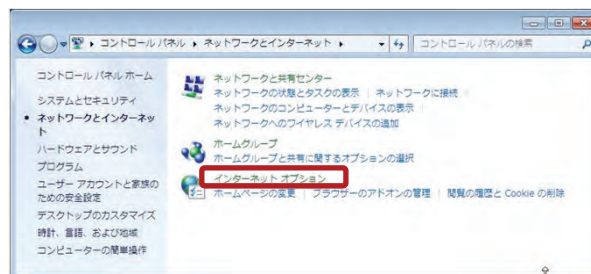 コントロール パネル ▸ ネットワークとインターネット ▸
コントロール パネルの検索
コントロール パネル ホーム
システムとセキュリティ
ネットワークとインターネッ
ト
ハードウェアとサウンド
プログラム
ユーザー アカウントと家族の
ための安全設定
デスクトップのカスタマイズ
時計、言語、および地域
コンピューターの簡単操作
ネットワークと共有センター
ネットワークの状態とタスクの表示 | ネットワークに接続 |
ネットワークのコンピューターとデバイスの表示 |
ネットワークへのワイヤレス デバイスの追加
ホームグループ
ホームグループと共有に関するオプションの選択
インターネット オプション
ホームページの変更 | ブラウザーのアドオンの管理 | 閲覧の履歴と Cookie の削除